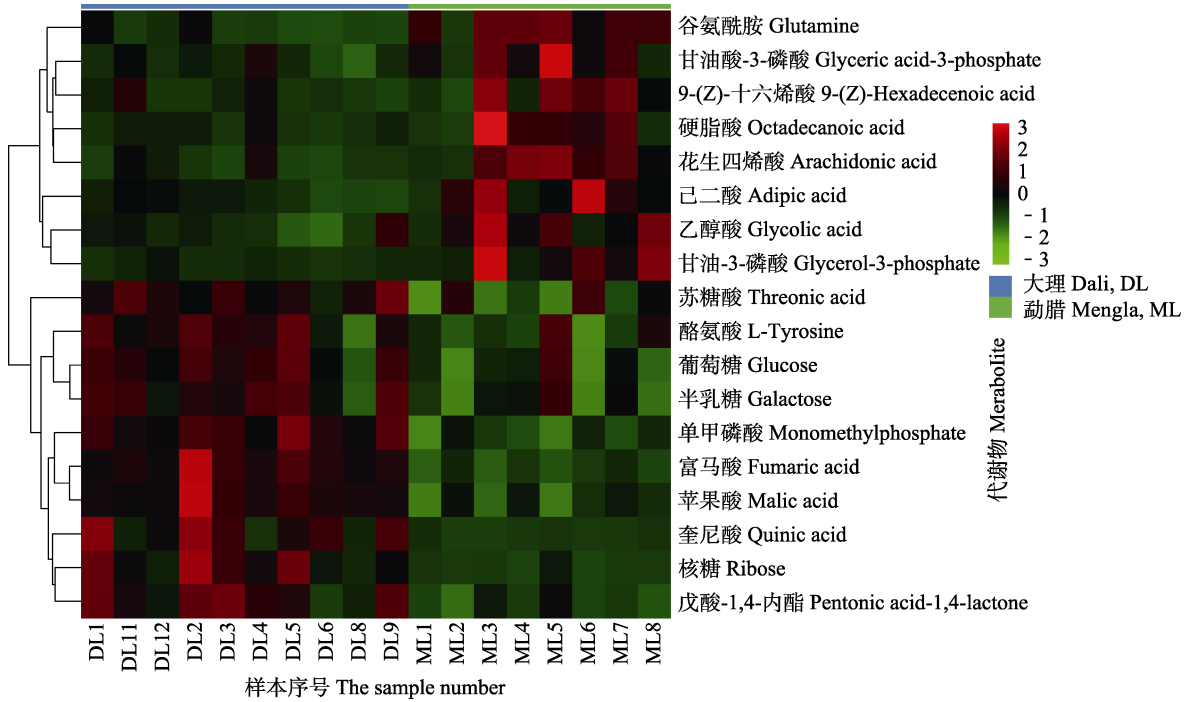 谷氨酰胺 Glutamine
甘油酸-3-磷酸 Glyceric acid-3-phosphate
9-(Z)-十六烯酸 9-(Z)-Hexadecenoic acid
硬脂酸 Octadecanoic acid
花生四烯酸 Arachidonic acid
己二酸 Adipic acid
乙醇酸 Glycolic acid
甘油-3-磷酸 Glycerol-3-phosphate
苏糖酸 Threonic acid
酪氨酸 L-Tyrosine
葡萄糖 Glucose
半乳糖 Galactose
单甲磷酸 Monomethylphosphate
富马酸 Fumaric acid
苹果酸 Malic acid
奎尼酸 Quinic acid
核糖 Ribose
戊酸-1,4-内酯 Pentonic acid-1,4-lactone
3
2
1
0
- 1
- 2
- 3
大理 Dali, DL
勐腊 Mengla, ML
代谢物 MeraboIite
DL1
DL11
DL12
DL2
DL3
DL4
DL5
DL6
DL8
DL9
ML1
ML2
ML3
ML4
ML5
ML6
ML7
ML8
样本序号 The sample number